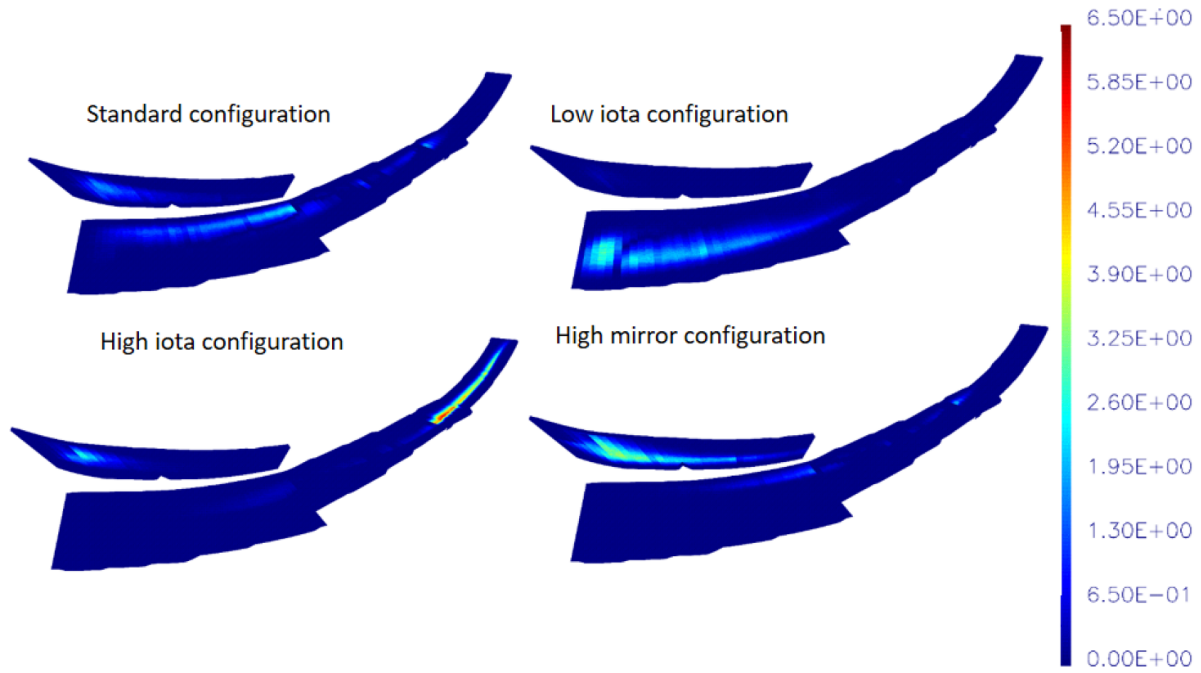 Standard configuration
Low iota configuration
High iota configuration
High mirror configuration
6.50E+00
5.85E+00
5.20E+00
4.55E+00
3.90E+00
3.25E+00
2.60E+00
1.95E+00
1.30E+00
6.50E-01
0.00E+00